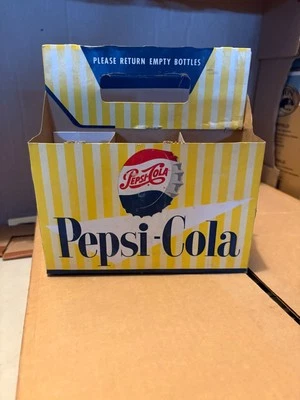 PLEASE RETURN EMPTY BOTTLES
PEPSI-COLA
Pepsi-Cola